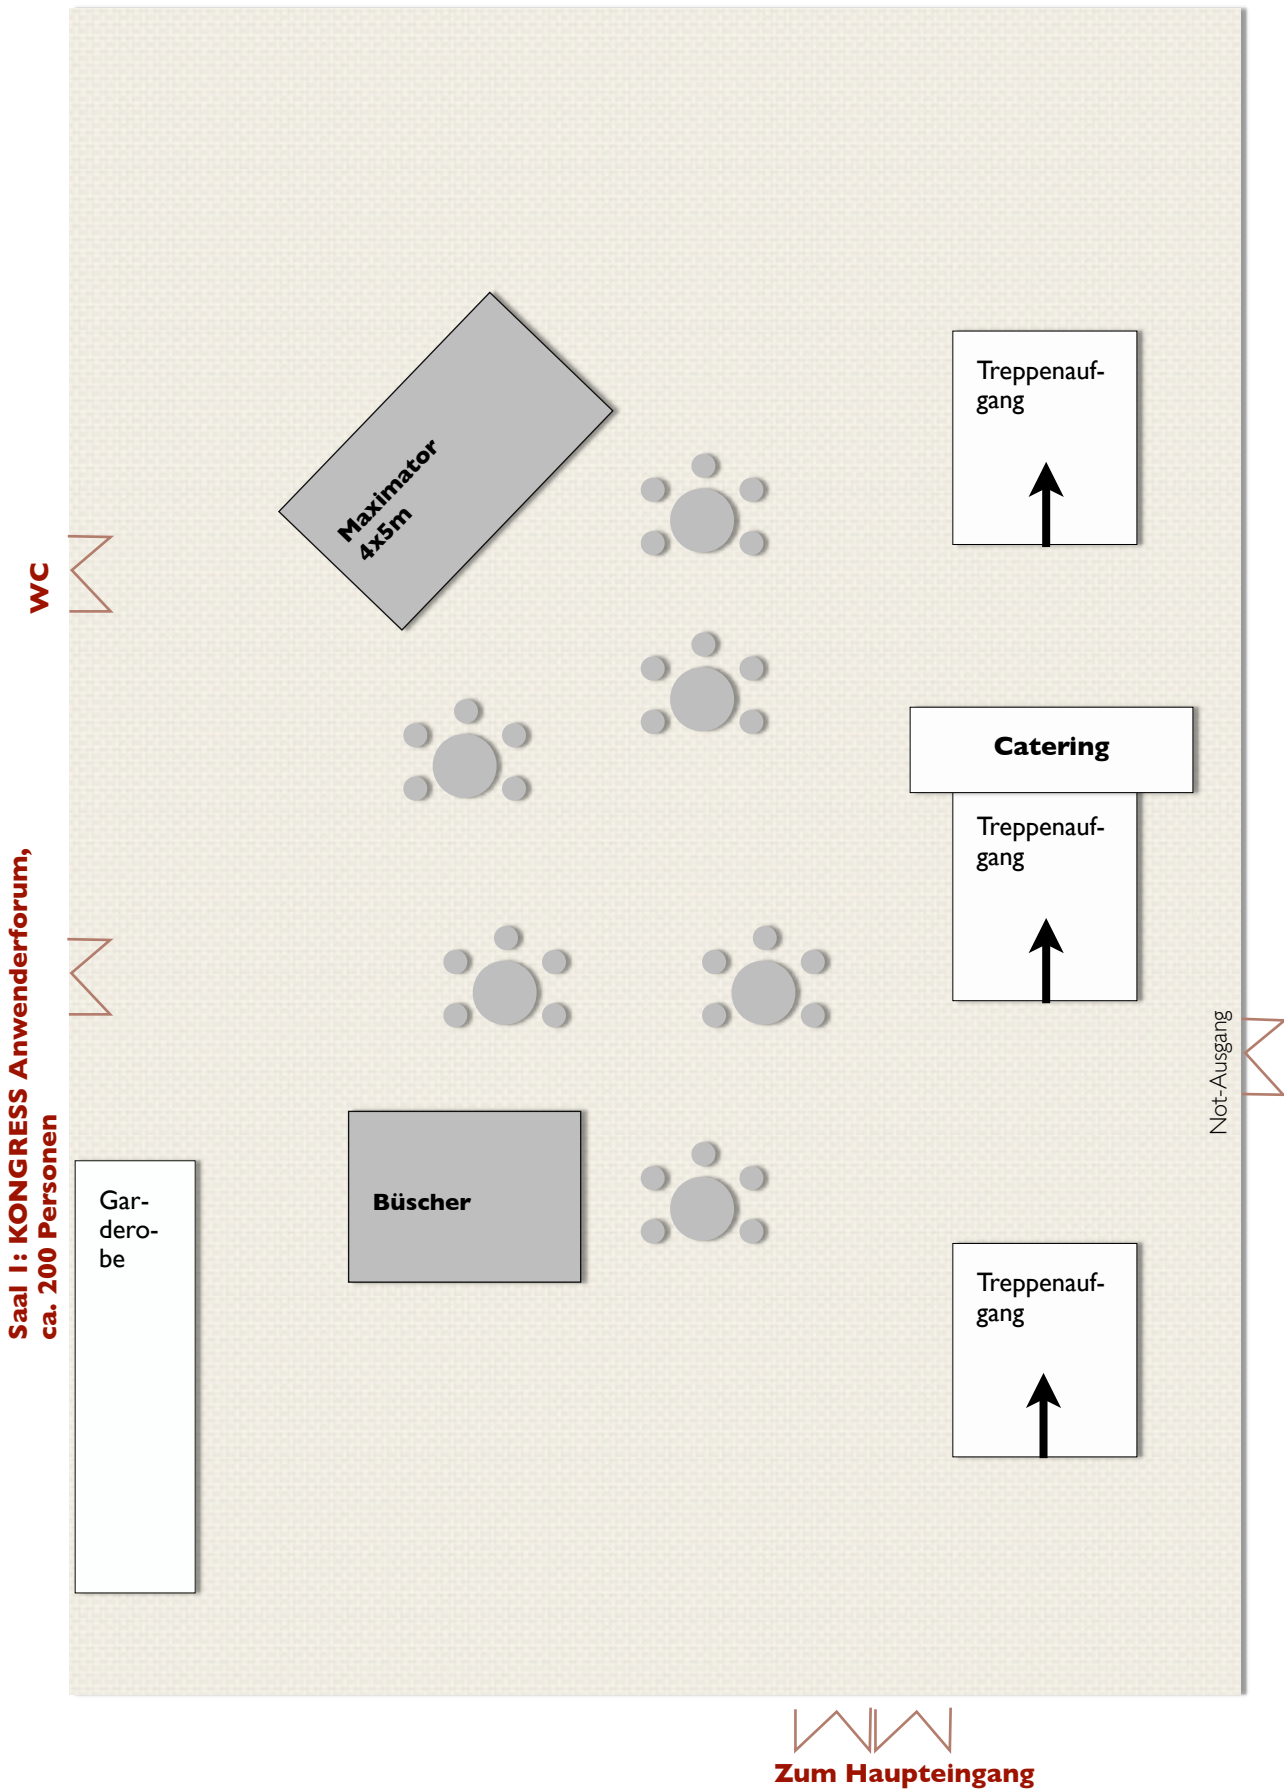 Maximator
4x5m
Treppenauf-
gang
WC
Catering
Treppenauf-
gang
Saal 1: KONGRESS Anwenderforum,
ca. 200 Personen
Not-Ausgang
Gar-
dero-
be
Büscher
Treppenauf-
gang
Zum Haupteingang